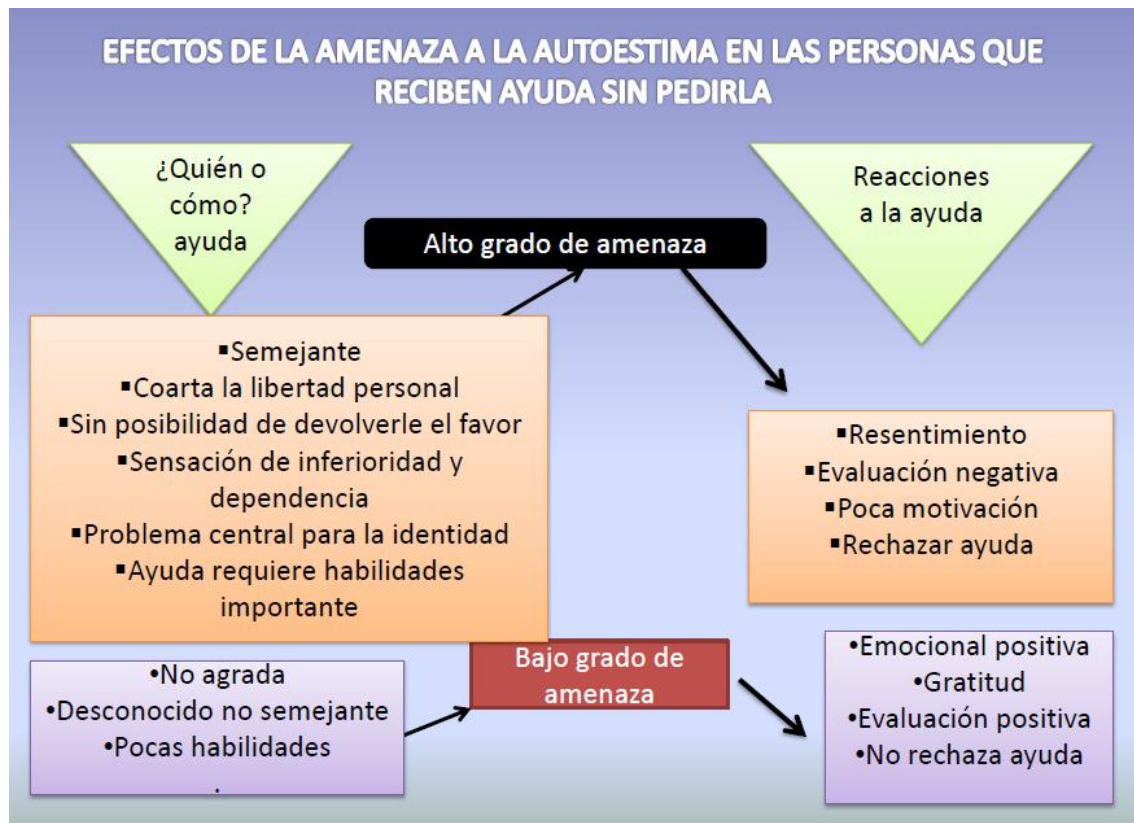 EFECTOS DE LA AMENAZA A LA AUTOESTIMA EN LAS PERSONAS QUE
RECIBEN AYUDA SIN PEDIRLA
¿Quién o
cómo?
ayuda
Alto grado de amenaza
Reacciones
a la ayuda
▪Semejante
▪Coarta la libertad personal
▪Sin posibilidad de devolverle el favor
▪Sensación de inferioridad y
dependencia
▪Problema central para la identidad
▪Ayuda requiere habilidades
importante
▪Resentimiento
▪Evaluación negativa
▪Poca motivación
▪Rechazar ayuda
•No agrada
•Desconocido no semejante
•Pocas habilidades
.
Bajo grado de
amenaza
•Emocional positiva
•Gratitud
•Evaluación positiva
•No rechaza ayuda